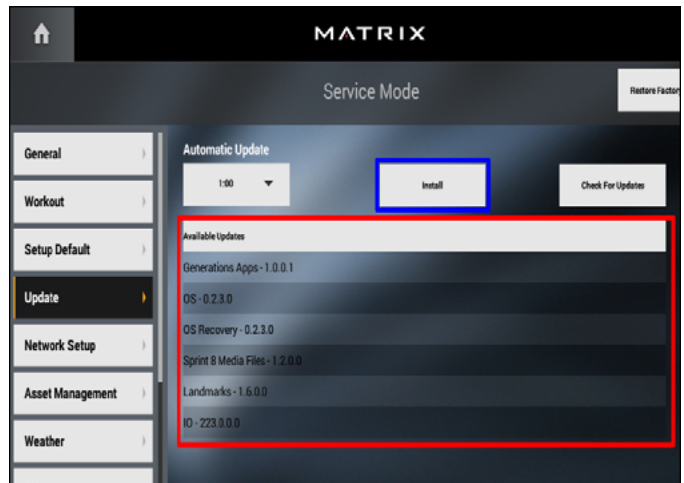 MATRIX
Service Mode
Restore Factory
General
Workout
Setup Default
Update
Network Setup
Asset Management
Weather
Automatic Update
1:00
Install
Check For Updates
Available Updates
Generations Apps - 1.0.0.1
OS - 0.2.3.0
OS Recovery - 0.2.3.0
Sprint 8 Media Files - 1.2.0.0
Landmarks - 1.6.0.0
IO - 223.0.0.0